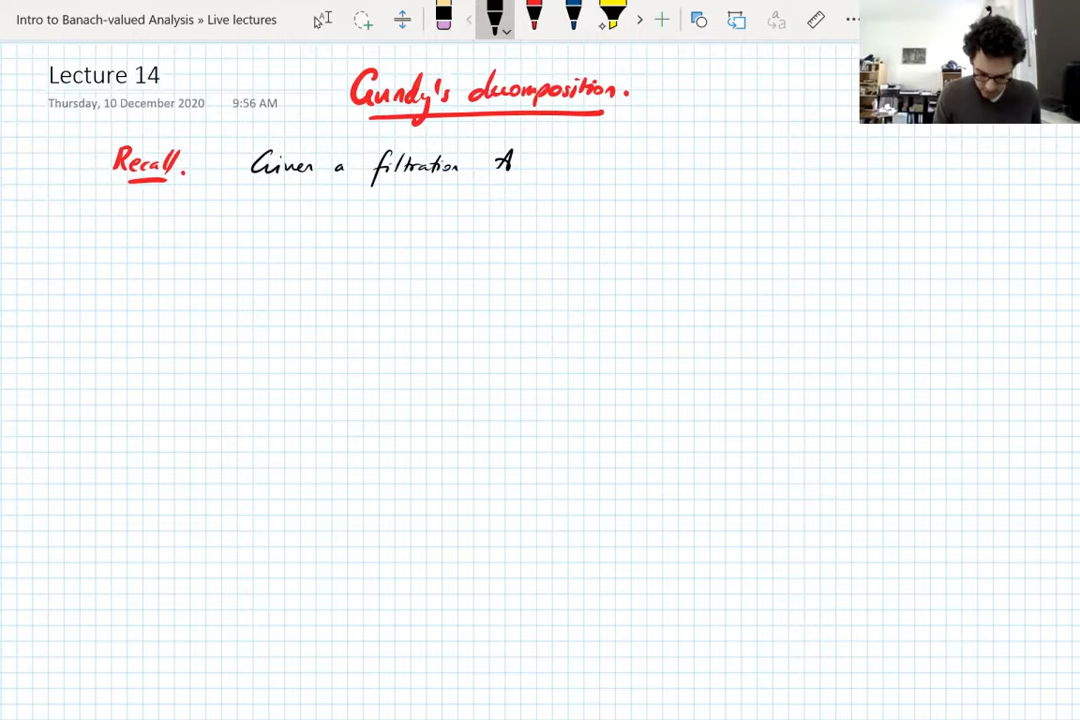 Intro to Banach-valued Analysis » Live lectures
Lecture 14
Thursday, 10 December 2020 9:56 AM
Gundy's decomposition.
Recall. Given a filtration A